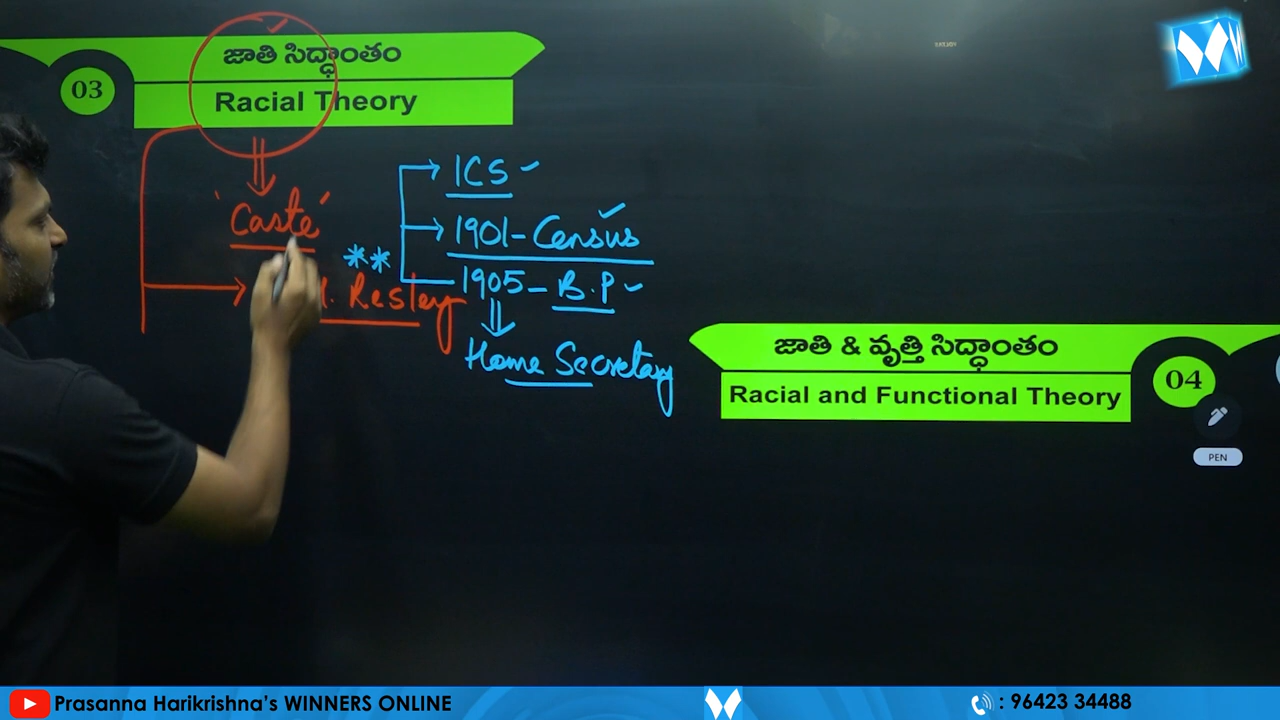 జాతి సిద్ధాంతం
03
Racial Theory
'Caste'
ICS
1901 - Census
1905 - B.P
Home Secretary
** . Resley
జాతి & వృత్తి సిద్ధాంతం
04
Racial and Functional Theory
PEN
Prasanna Harikrishna's WINNERS ONLINE
: 96423 34488